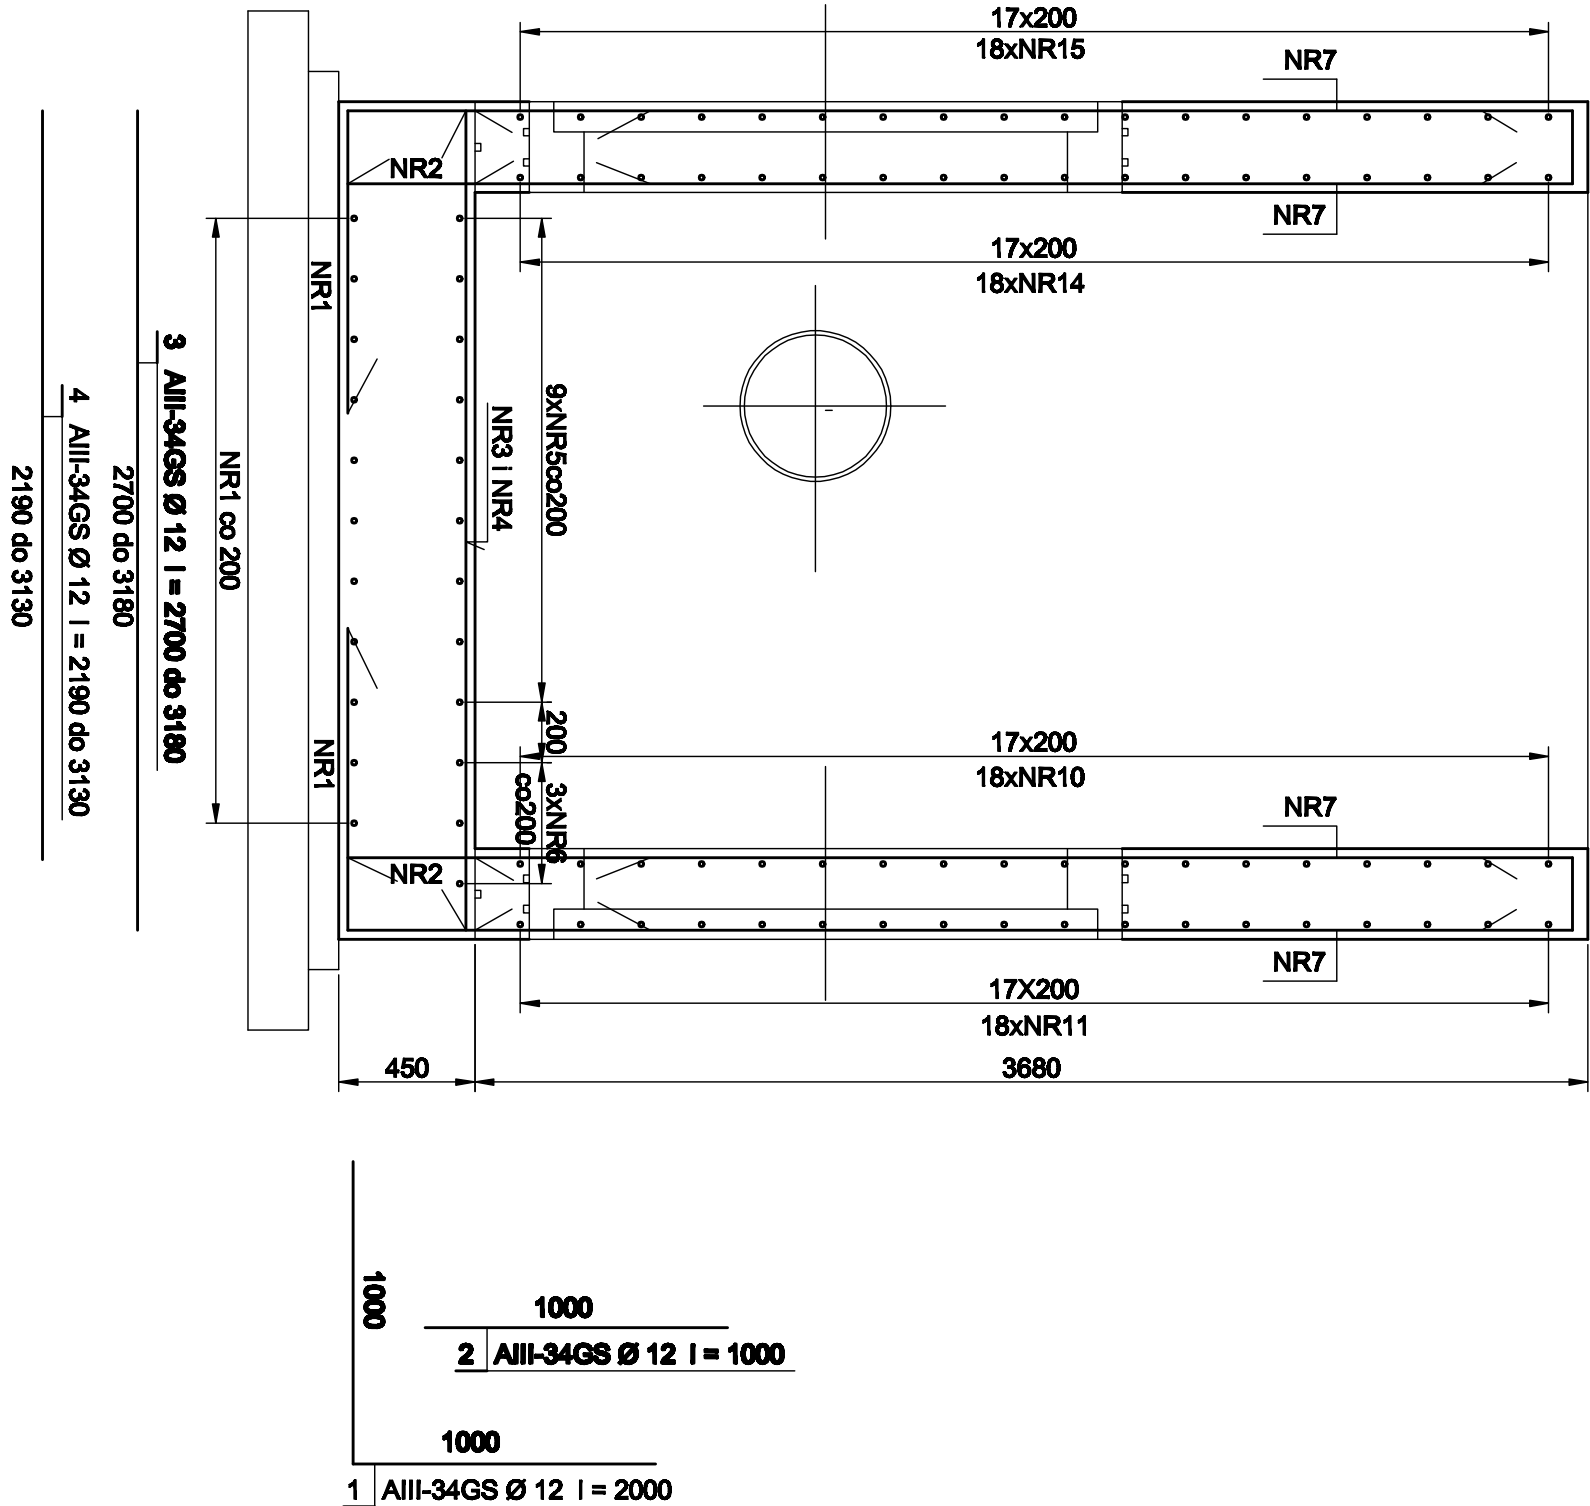 17x200
18xNR15
NR7
NR2
NR7
17x200
18xNR14
NR1
9xNR5co200
NR3 i NR4
3 AIII-34GS Ø 12 l = 2700 do 3180
2700 do 3180
4 AIII-34GS Ø 12 l = 2190 do 3130
2190 do 3130
NR1 co 200
200
17x200
18xNR10
NR1
3xNR6
co200
NR7
NR2
NR7
17X200
18xNR11
450
3680
1000
1000
2 AIII-34GS Ø 12 l = 1000
1000
1 AIII-34GS Ø 12 l = 2000